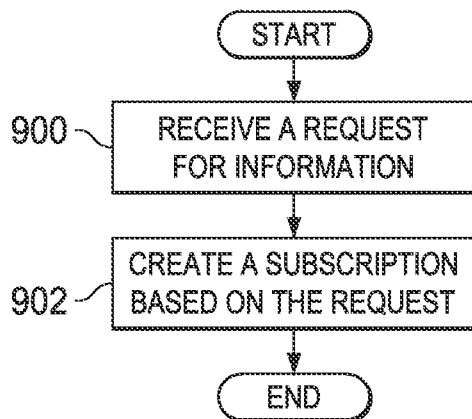 START
900
RECEIVE A REQUEST
FOR INFORMATION
902
CREATE A SUBSCRIPTION
BASED ON THE REQUEST
END